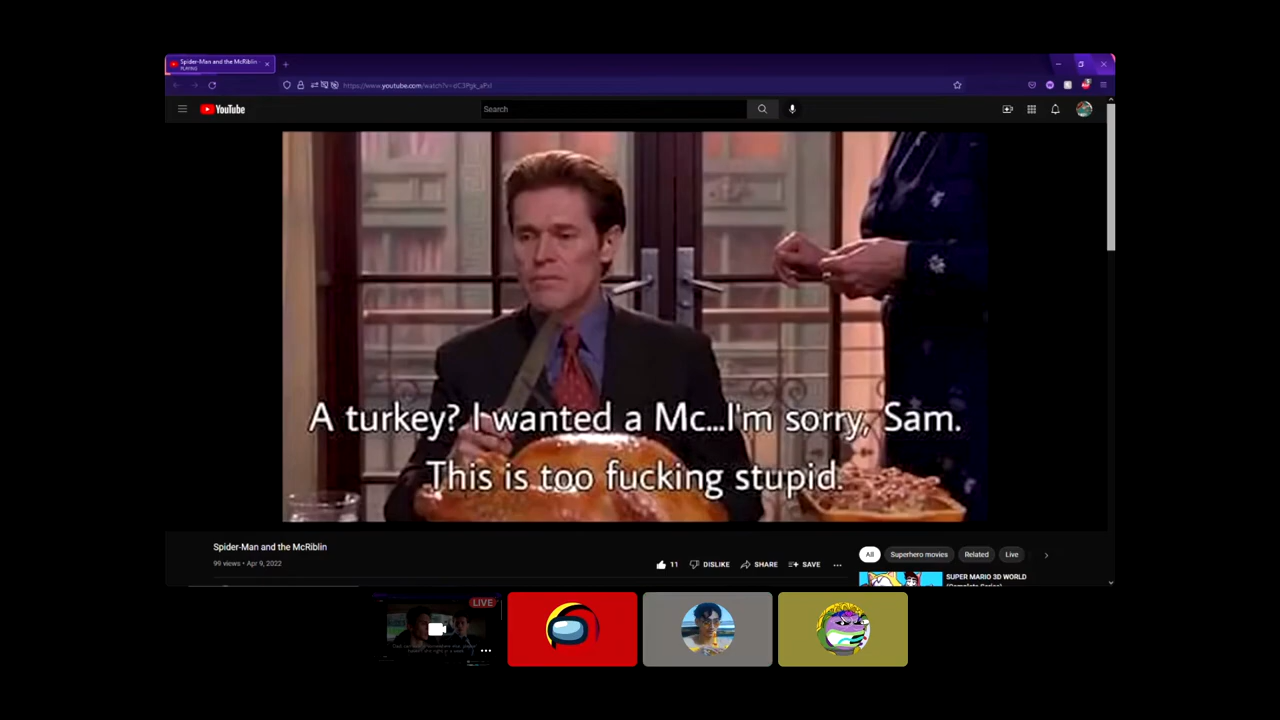 Spider-Man and the McRiblin -
PLAYING
YouTube
Search
A turkey? I wanted a Mc...I'm sorry, Sam.
This is too fucking stupid.
Spider-Man and the McRiblin
99 views • Apr 9, 2022
11
DISLIKE
SHARE
SAVE
All
Superhero movies
Related
Live
SUPER MARIO 3D WORLD
LIVE